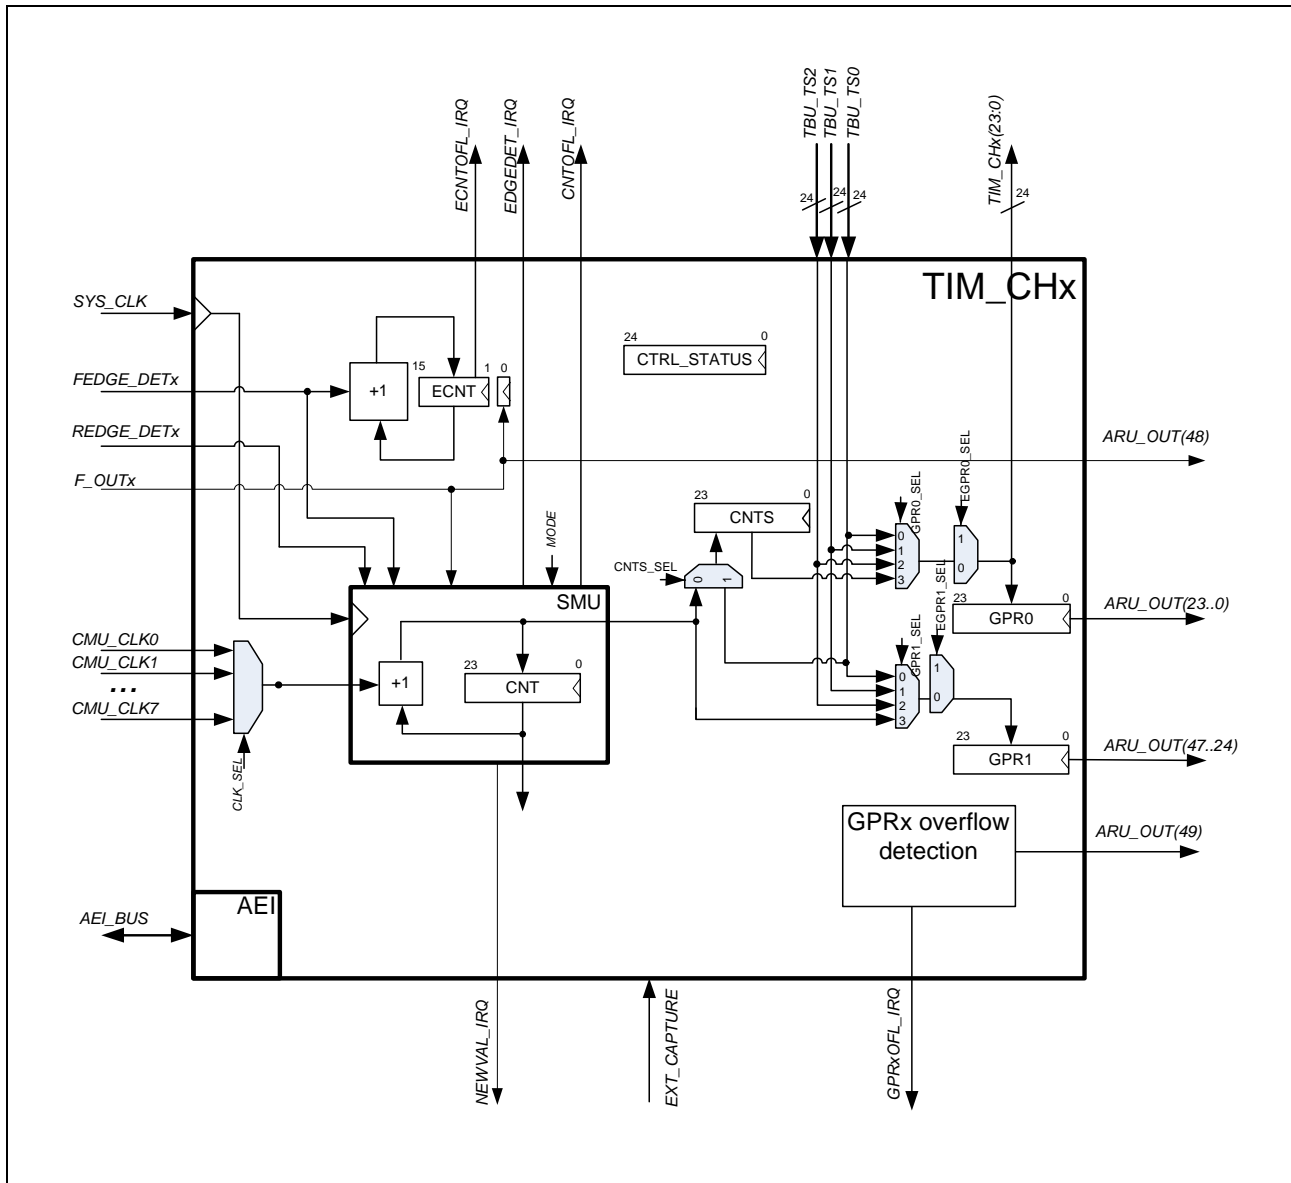 ECNTOFL_IRQ
EDGEDET_IRQ
CNTOFL_IRQ
TBU_TS2
TBU_TS1
TBU_TS0
TIM_CHx(23:0)
24
24
24
24
TIM_CHx
SYS_CLK
FEDGE_DETx
REDGE_DETx
F_OUTx
+1
15
1
0
ECNT
24
0
CTRL_STATUS
ARU_OUT(48)
MODE
23
0
CNTS
CNTS_SEL
0
1
GPR0_SEL
0
1
2
3
EGPR0_SEL
1
0
23
0
GPR0
ARU_OUT(23..0)
SMU
CMU_CLK0
CMU_CLK1
...
CMU_CLK7
CLK_SEL
+1
23
0
CNT
GPR1_SEL
0
1
2
3
EGPR1_SEL
1
0
23
0
GPR1
ARU_OUT(47..24)
GPRx overflow
detection
ARU_OUT(49)
AEI
AEI_BUS
NEWVAL_IRQ
EXT_CAPTURE
GPRxOFL_IRQ